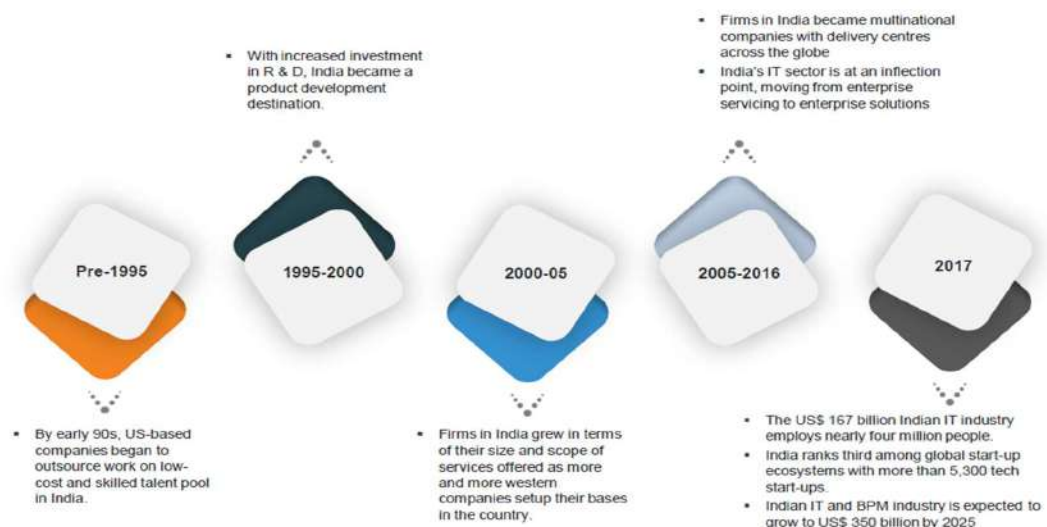 ▪ With increased investment
in R & D, India became a
product development
destination.
▪ Firms in India became multinational
companies with delivery centres
across the globe
▪ India's IT sector is at an inflection
point, moving from enterprise
servicing to enterprise solutions
Pre-1995
1995-2000
2000-05
2005-2016
2017
▪ By early 90s, US-based
companies began to
outsource work on low-
cost and skilled talent pool
in India.
▪ Firms in India grew in terms
of their size and scope of
services offered as more
and more western
companies setup their bases
in the country.
▪ The US$ 167 billion Indian IT industry
employs nearly four million people.
▪ India ranks third among global start-up
ecosystems with more than 5,300 tech
start-ups.
▪ Indian IT and BPM industry is expected to
grow to US$ 350 billion by 2025